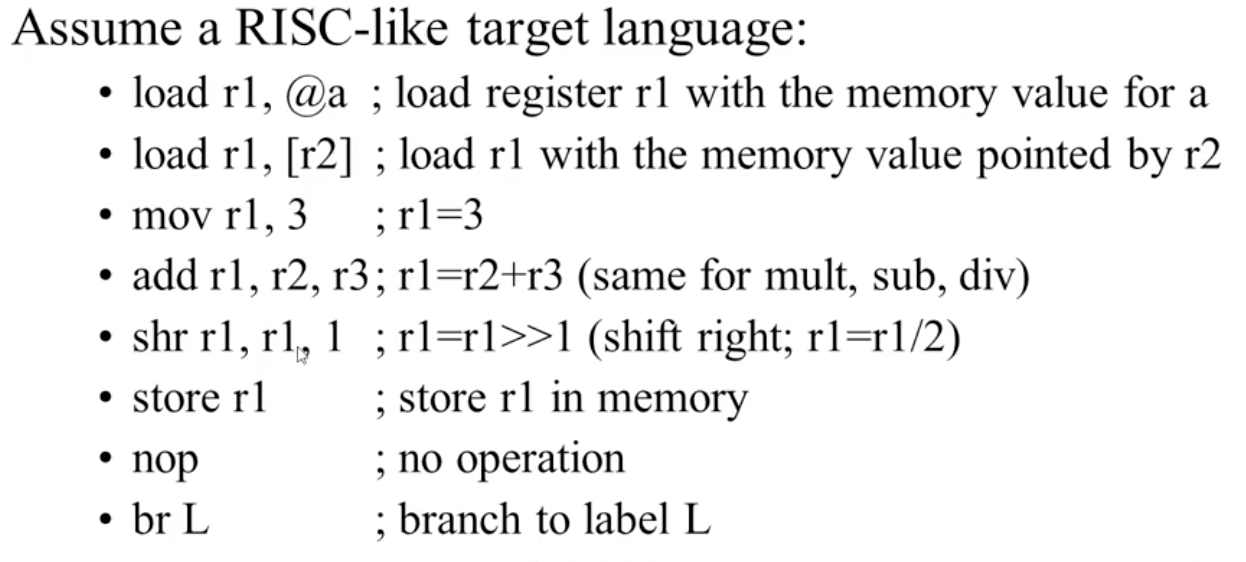 Assume a RISC-like target language:
• load r1, @a ; load register r1 with the memory value for a
• load r1, [r2] ; load r1 with the memory value pointed by r2
• mov r1, 3 ; r1=3
• add r1, r2, r3; r1=r2+r3 (same for mult, sub, div)
• shr r1, r1, 1 ; r1=r1>>1 (shift right; r1=r1/2)
• store r1 ; store r1 in memory
• nop ; no operation
• br L ; branch to label L